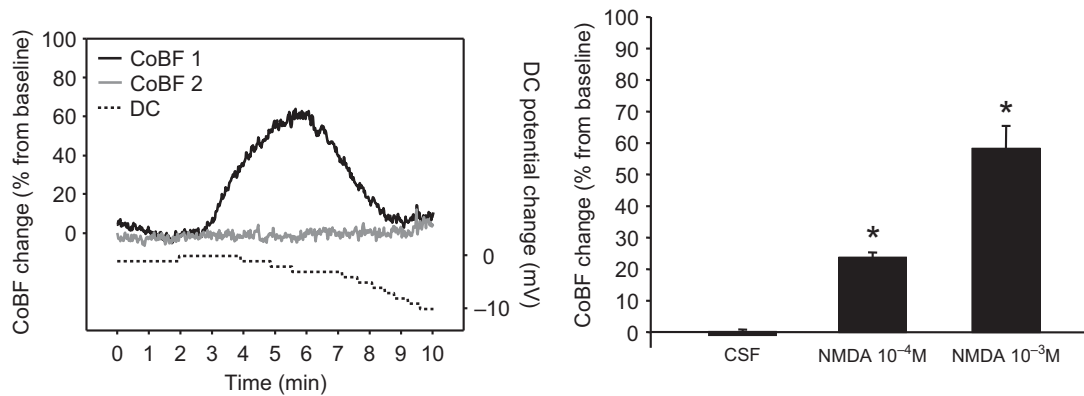 CoBF change (% from baseline)
100
80
60
40
20
0
CoBF 1
CoBF 2
DC
0
–10
DC potential change (mV)
0 1 2 3 4 5 6 7 8 9 10
Time (min)
CoBF change (% from baseline)
100
90
80
70
60
50
40
30
20
10
0
*
*
CSF NMDA 10⁻⁴M NMDA 10⁻³M